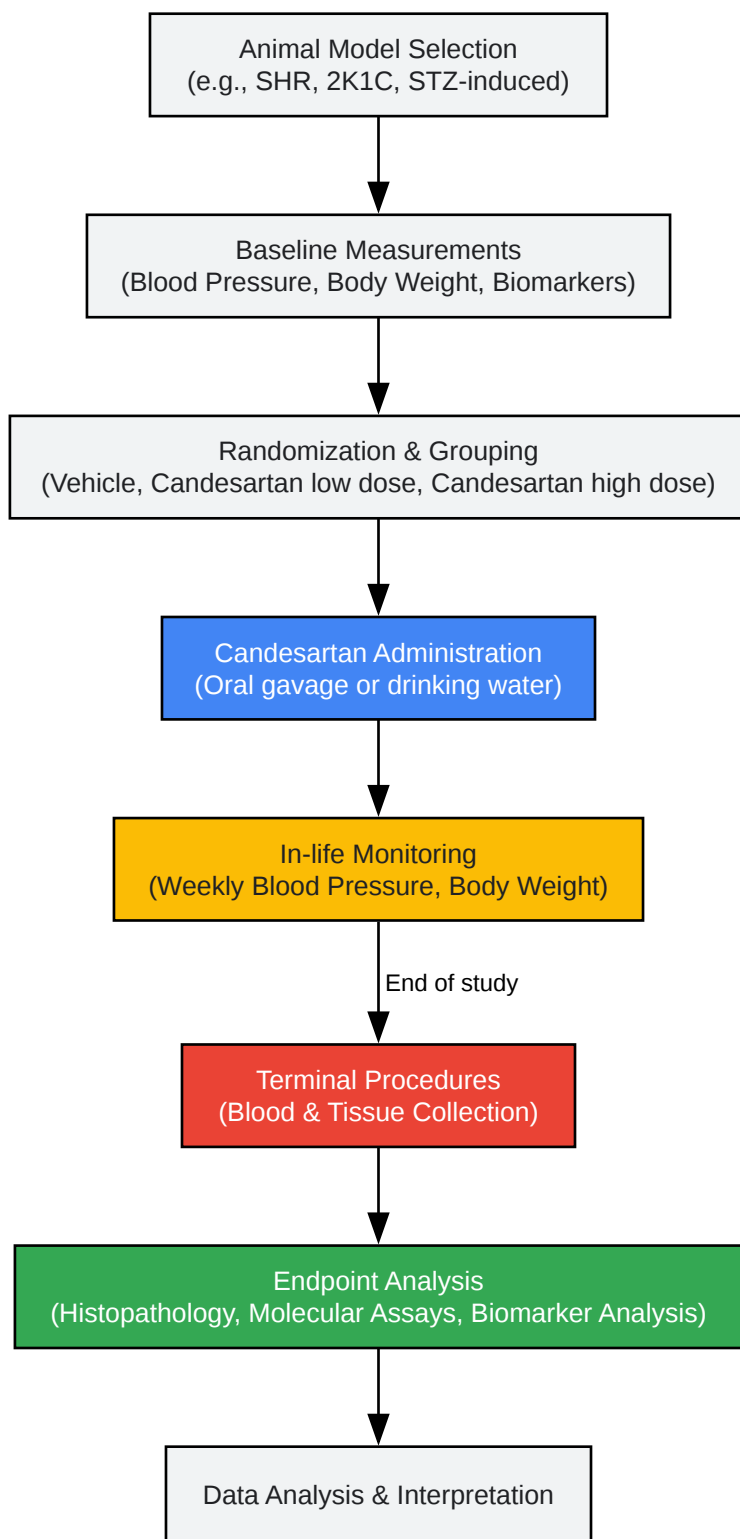 Animal Model Selection
(e.g., SHR, 2K1C, STZ-induced)
Baseline Measurements
(Blood Pressure, Body Weight, Biomarkers)
Randomization & Grouping
(Vehicle, Candesartan low dose, Candesartan high dose)
Candesartan Administration
(Oral gavage or drinking water)
In-life Monitoring
(Weekly Blood Pressure, Body Weight)
End of study
Terminal Procedures
(Blood & Tissue Collection)
Endpoint Analysis
(Histopathology, Molecular Assays, Biomarker Analysis)
Data Analysis & Interpretation